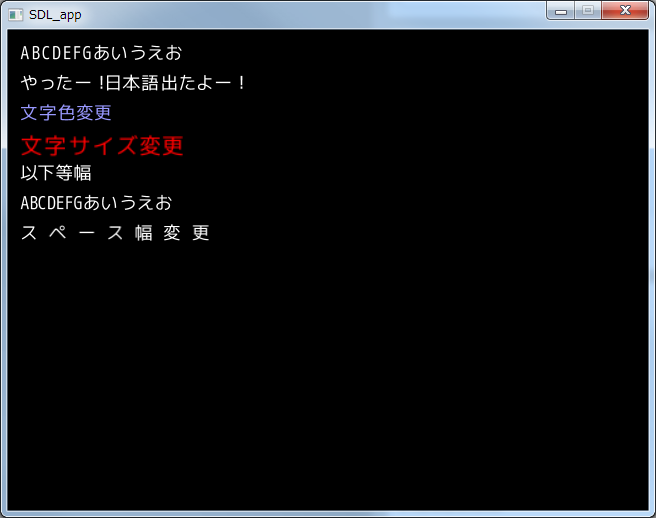 SDL_app
ABCDEFGあいうえお
やったー！日本語出たよー！
文字色変更
文字サイズ変更
以下等幅
ABCDEFGあいうえお
スペース幅変更